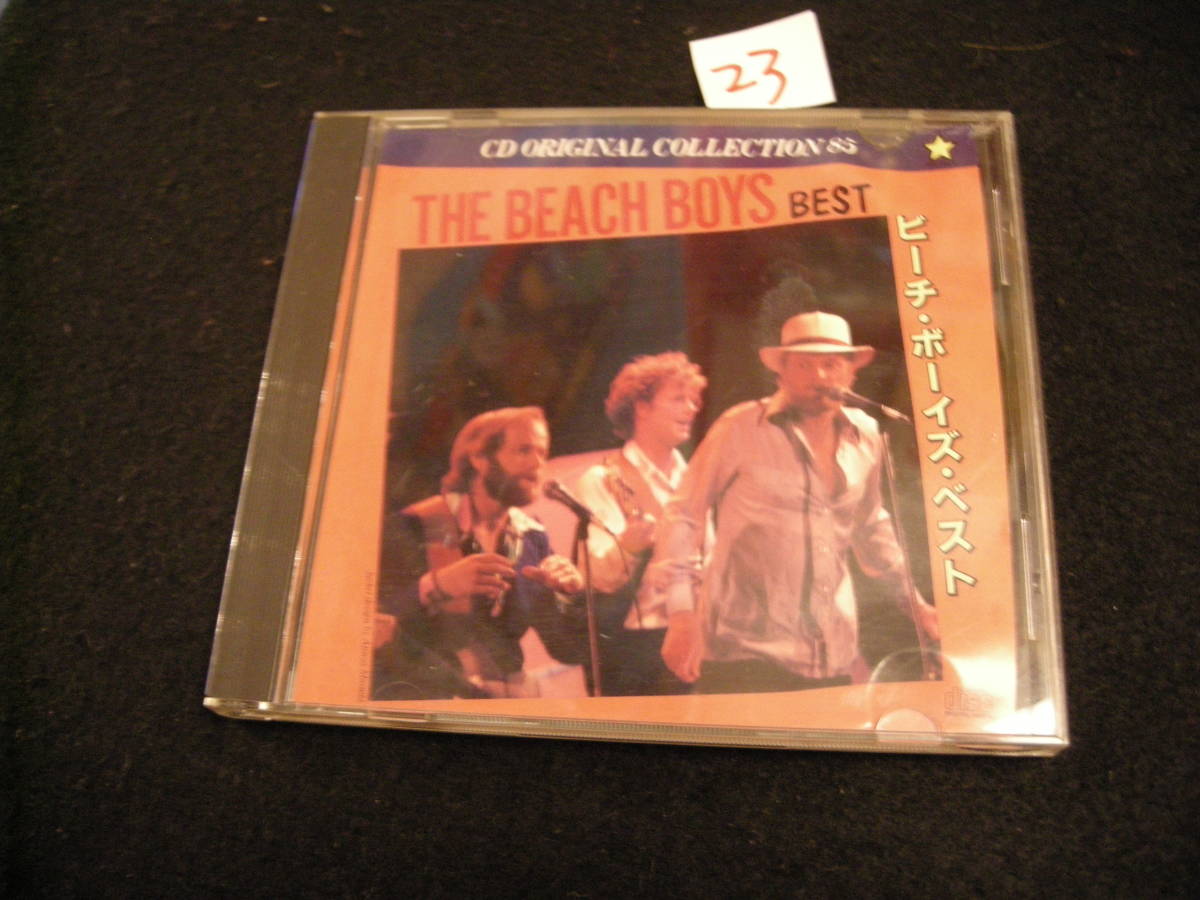 23
CD ORIGINAL COLLECTION 85
THE BEACH BOYS BEST
ビーチ・ボーイズ・ベスト
disc